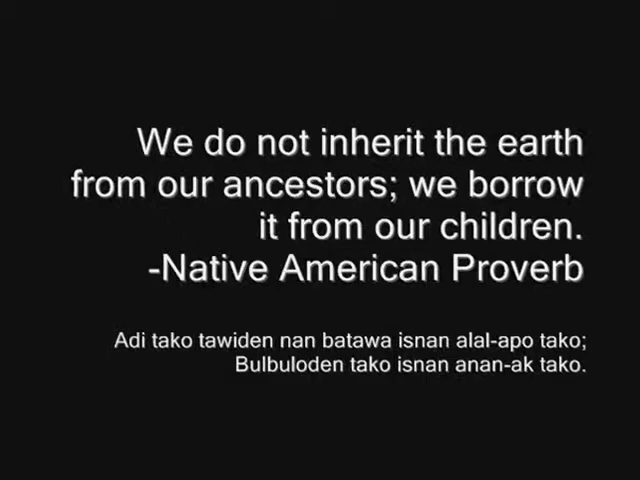 We do not inherit the earth
from our ancestors; we borrow
it from our children.
-Native American Proverb
Adi tako tawiden nan batawa isnan alal-apo tako;
Bulbuloden tako isnan anan-ak tako.